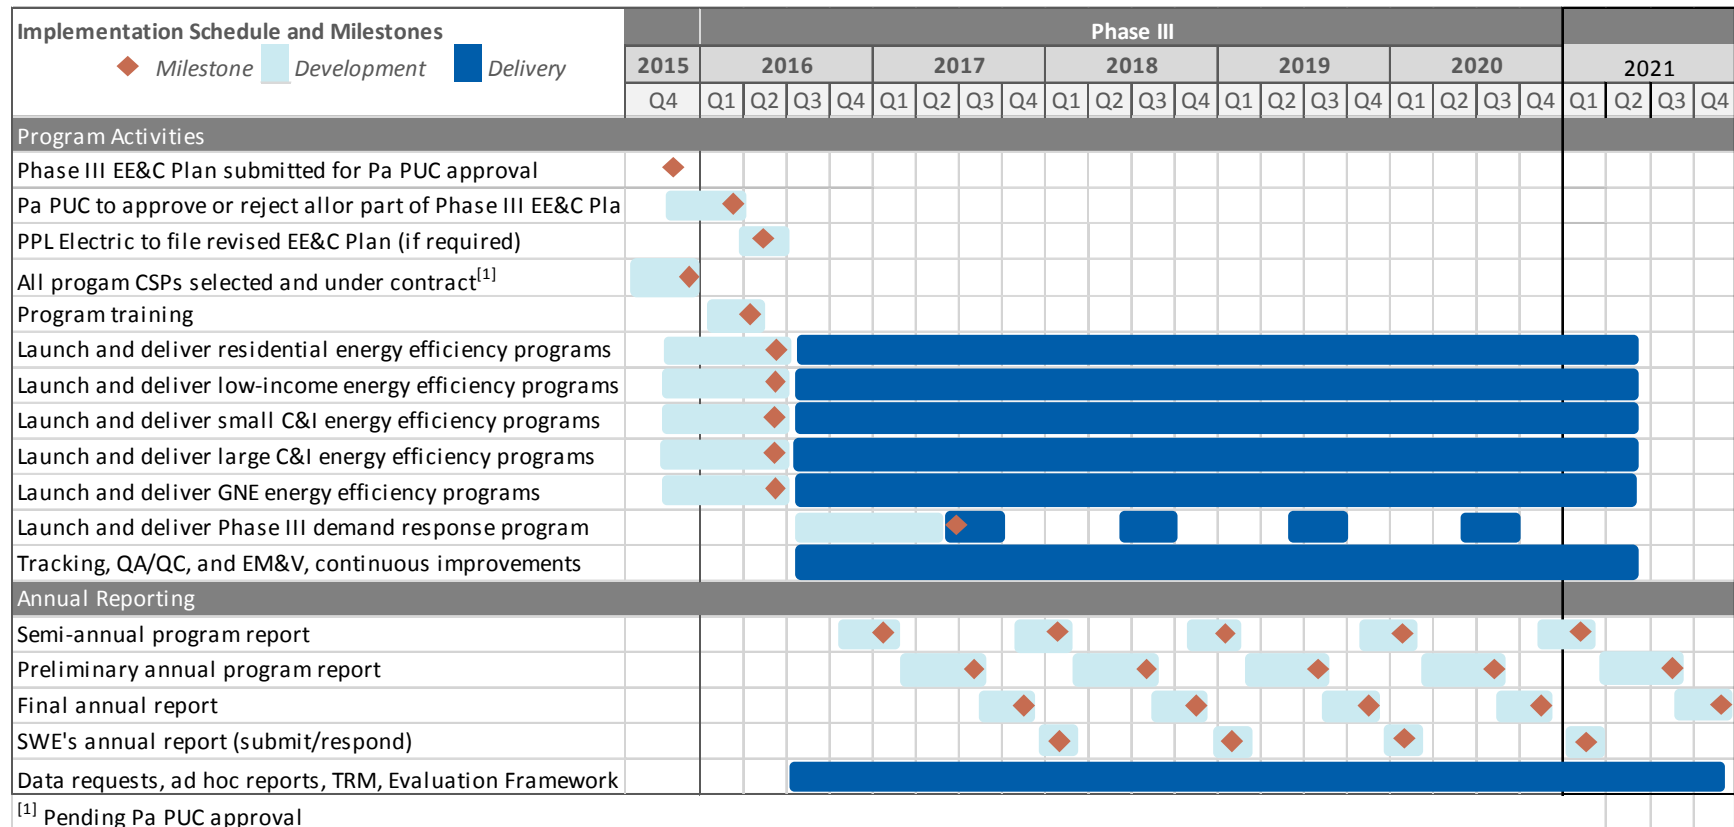 Implementation Schedule and Milestones
Milestone Development Delivery
Phase III
2015 2016 2017 2018 2019 2020 2021
Q4 Q1 Q2 Q3 Q4 Q1 Q2 Q3 Q4 Q1 Q2 Q3 Q4 Q1 Q2 Q3 Q4 Q1 Q2 Q3 Q4 Q1 Q2 Q3 Q4
Program Activities
Phase III EE&C Plan submitted for Pa PUC approval
Pa PUC to approve or reject allor part of Phase III EE&C Pla
PPL Electric to file revised EE&C Plan (if required)
All progam CSPs selected and under contract[1]
Program training
Launch and deliver residential energy efficiency programs
Launch and deliver low-income energy efficiency programs
Launch and deliver small C&I energy efficiency programs
Launch and deliver large C&I energy efficiency programs
Launch and deliver GNE energy efficiency programs
Launch and deliver Phase III demand response program
Tracking, QA/QC, and EM&V, continuous improvements
Annual Reporting
Semi-annual program report
Preliminary annual program report
Final annual report
SWE's annual report (submit/respond)
Data requests, ad hoc reports, TRM, Evaluation Framework
[1] Pending Pa PUC approval